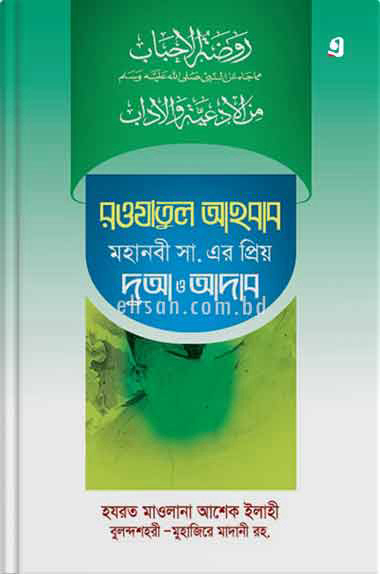 روضة الاحباب
مما جاء عن النبي صلى الله عليه وسلم
من الأدعية والآداب
রওযাতুল আহবাব
মহানবী সা. এর প্রিয়
দুআ ও আদাব
ehsan.com.bd
হযরত মাওলানা আশেক ইলাহী
বুলন্দশহরী –মুহাজিরে মাদানী রহ.